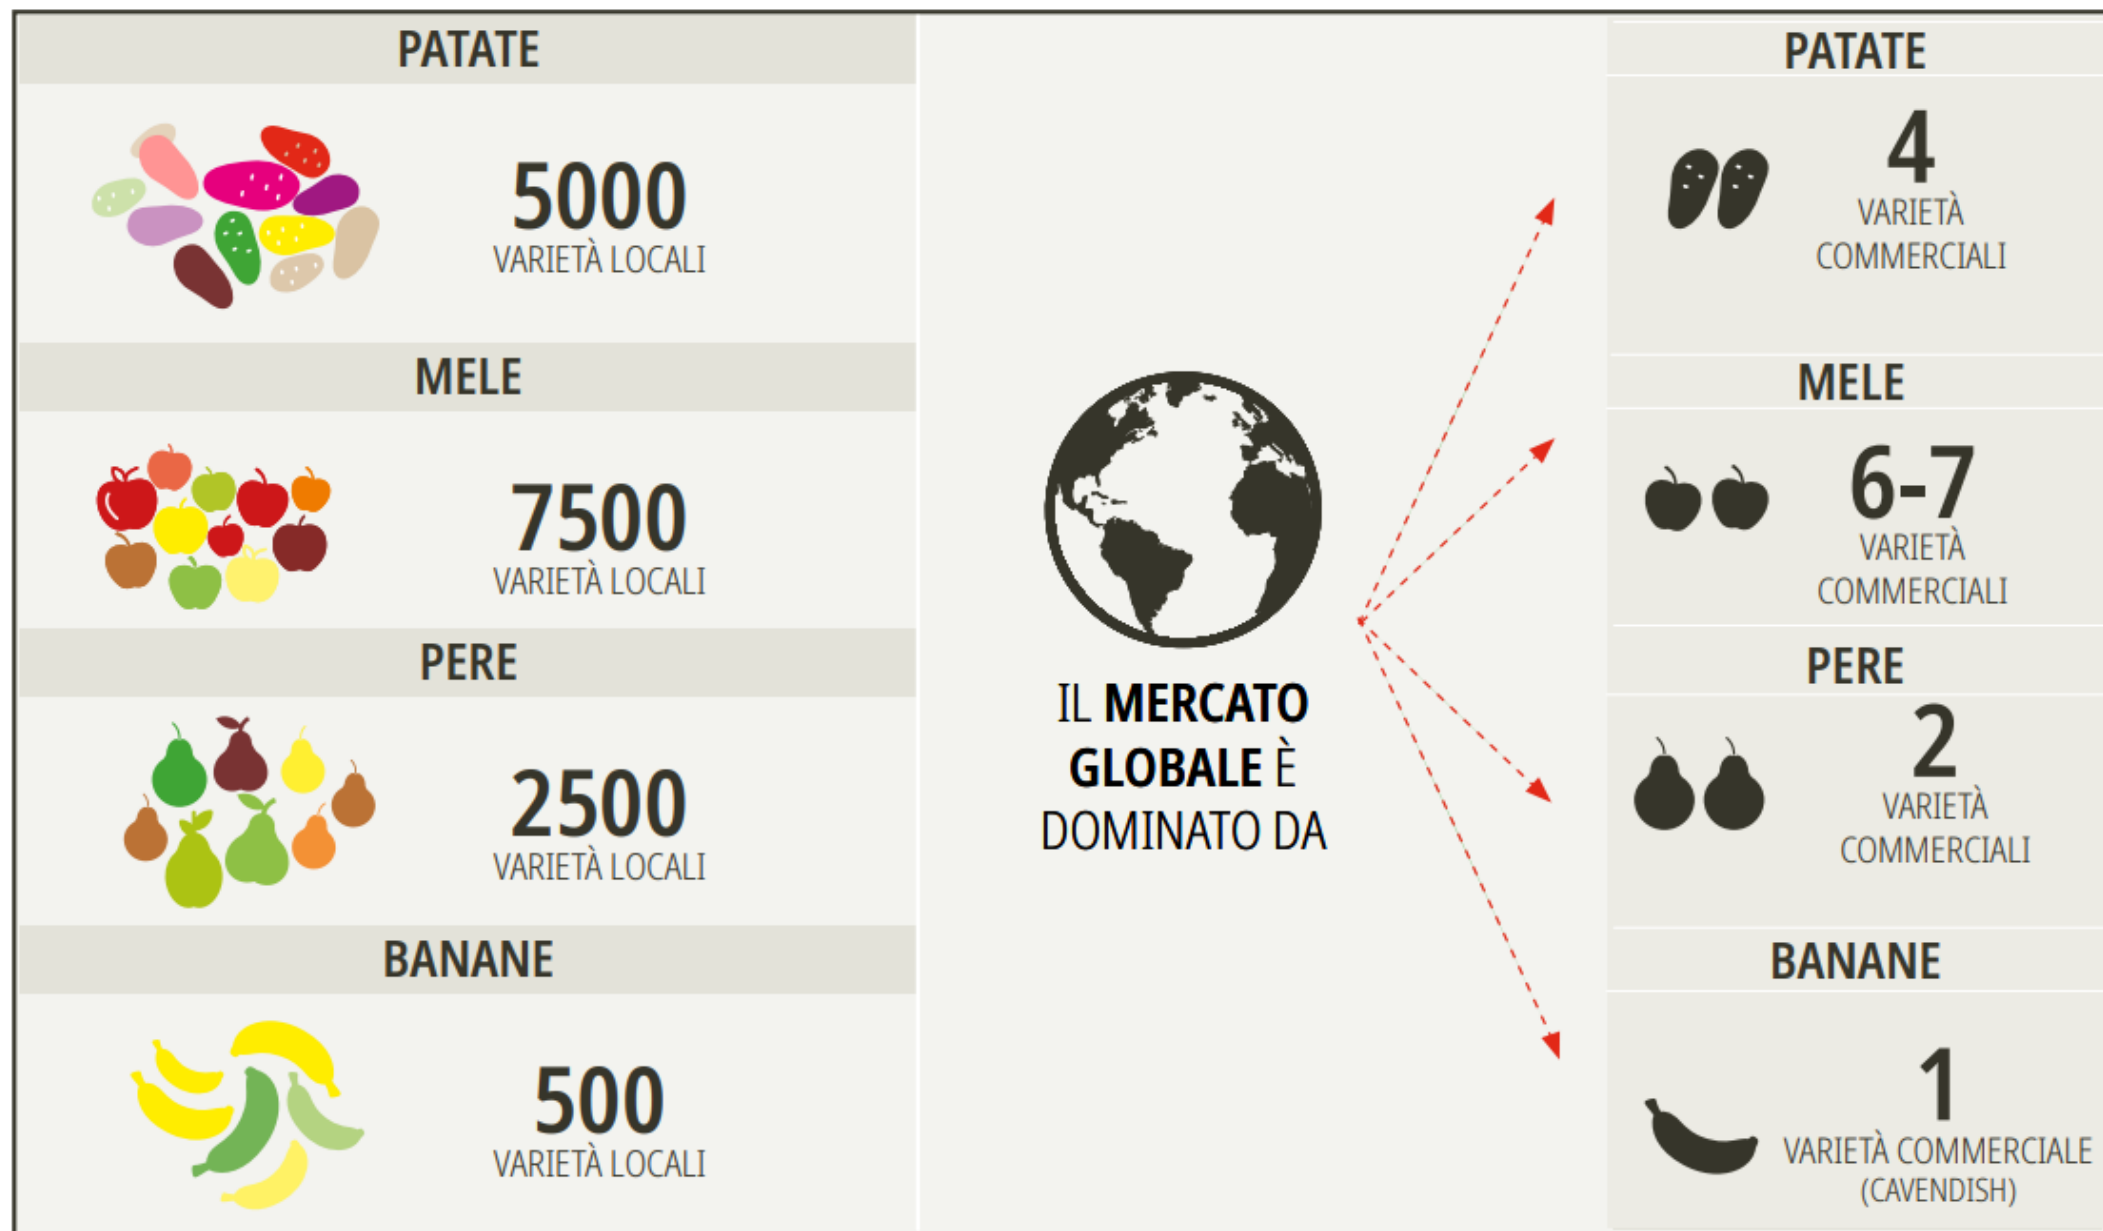 PATATE
5000
VARIETÀ LOCALI
MELE
7500
VARIETÀ LOCALI
PERE
2500
VARIETÀ LOCALI
BANANE
500
VARIETÀ LOCALI
IL MERCATO
GLOBALE È
DOMINATO DA
PATATE
4
VARIETÀ
COMMERCIALI
MELE
6-7
VARIETÀ
COMMERCIALI
PERE
2
VARIETÀ
COMMERCIALI
BANANE
1
VARIETÀ COMMERCIALE
(CAVENDISH)